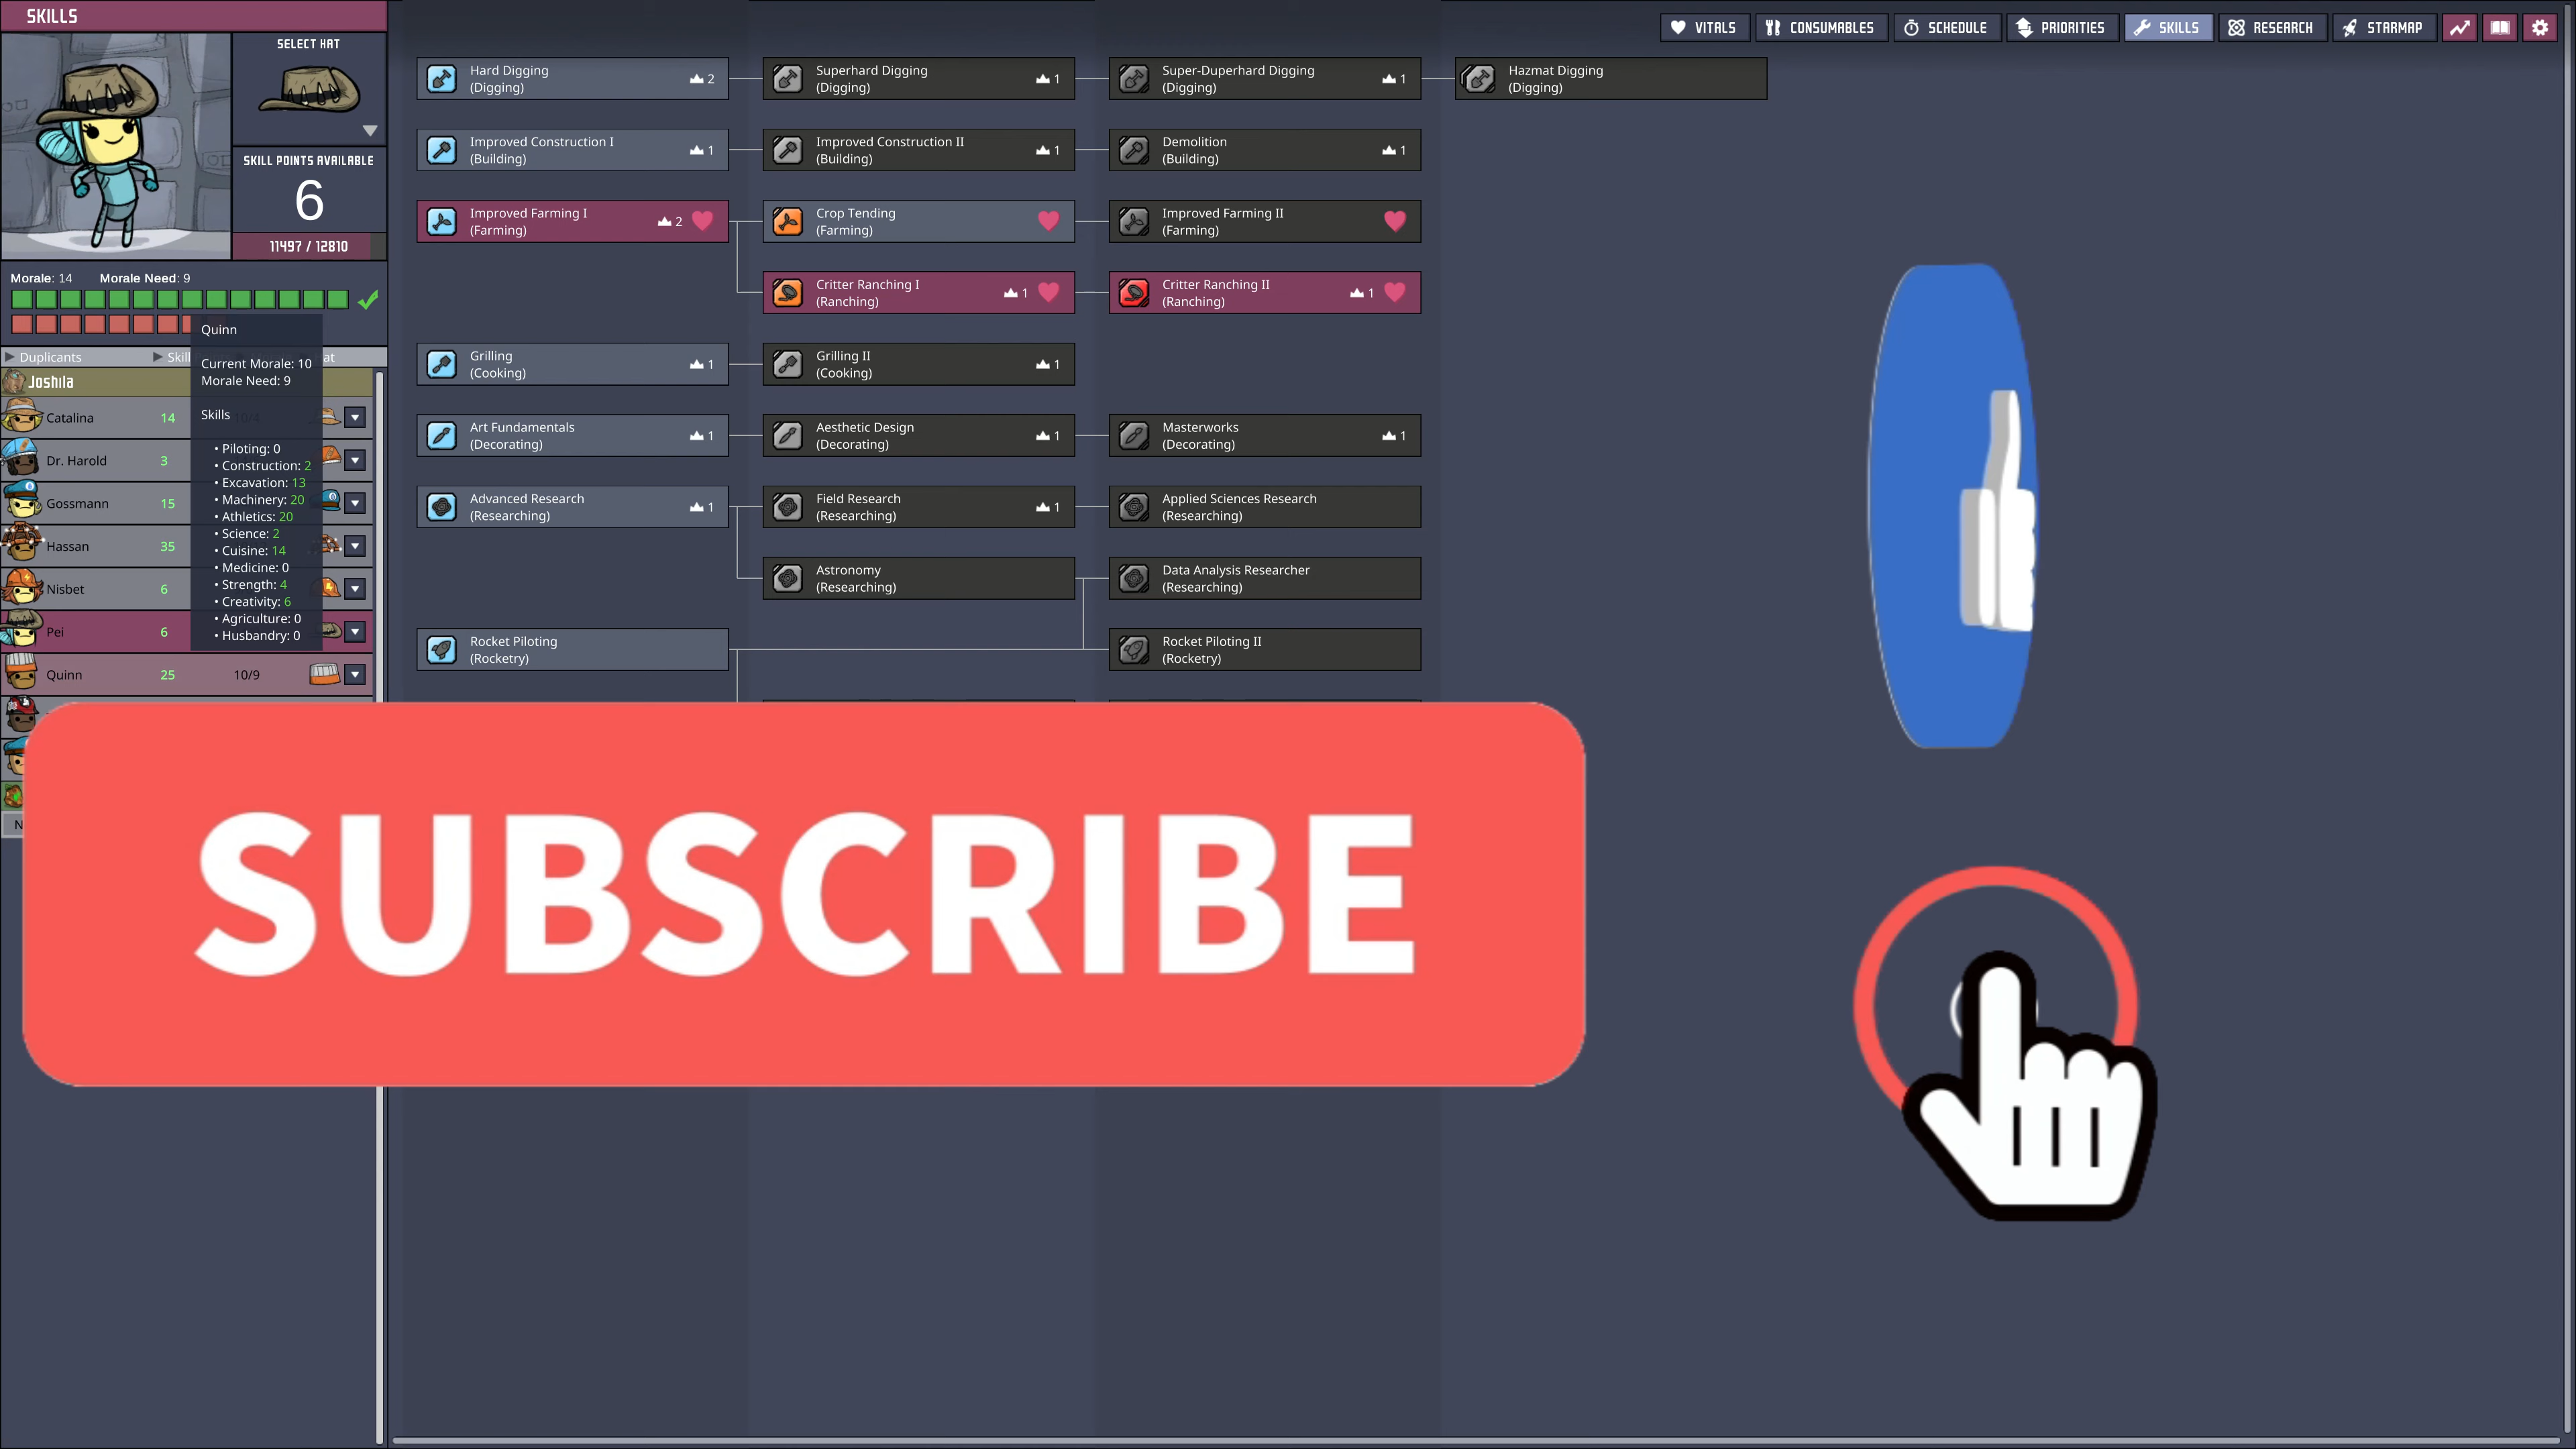 SKILLS
VITALS
CONSUMABLES
SCHEDULE
PRIORITIES
SKILLS
RESEARCH
STARMAP
SELECT HAT
SKILL POINTS AVAILABLE
6
11497 / 12810
Morale: 14 Morale Need: 9
Duplicants
Joshila
Catalina 14
Dr. Harold 3
Gossmann 15
Hassan 35
Nisbet 6
Pei 6
Quinn 25 10/9
Quinn
Current Morale: 10
Morale Need: 9
Skills
• Piloting: 0
• Construction: 2
• Excavation: 13
• Machinery: 20
• Athletics: 20
• Science: 2
• Cuisine: 14
• Medicine: 0
• Strength: 4
• Creativity: 6
• Agriculture: 0
• Husbandry: 0
Hard Digging
(Digging)
2
Superhard Digging
(Digging)
1
Super-Duperhard Digging
(Digging)
1
Hazmat Digging
(Digging)
Improved Construction I
(Building)
1
Improved Construction II
(Building)
1
Demolition
(Building)
1
Improved Farming I
(Farming)
2
Crop Tending
(Farming)
Improved Farming II
(Farming)
Critter Ranching I
(Ranching)
1
Critter Ranching II
(Ranching)
1
Grilling
(Cooking)
1
Grilling II
(Cooking)
1
Art Fundamentals
(Decorating)
1
Aesthetic Design
(Decorating)
1
Masterworks
(Decorating)
1
Advanced Research
(Researching)
1
Field Research
(Researching)
1
Applied Sciences Research
(Researching)
Astronomy
(Researching)
Data Analysis Researcher
(Researching)
Rocket Piloting
(Rocketry)
Rocket Piloting II
(Rocketry)
SUBSCRIBE